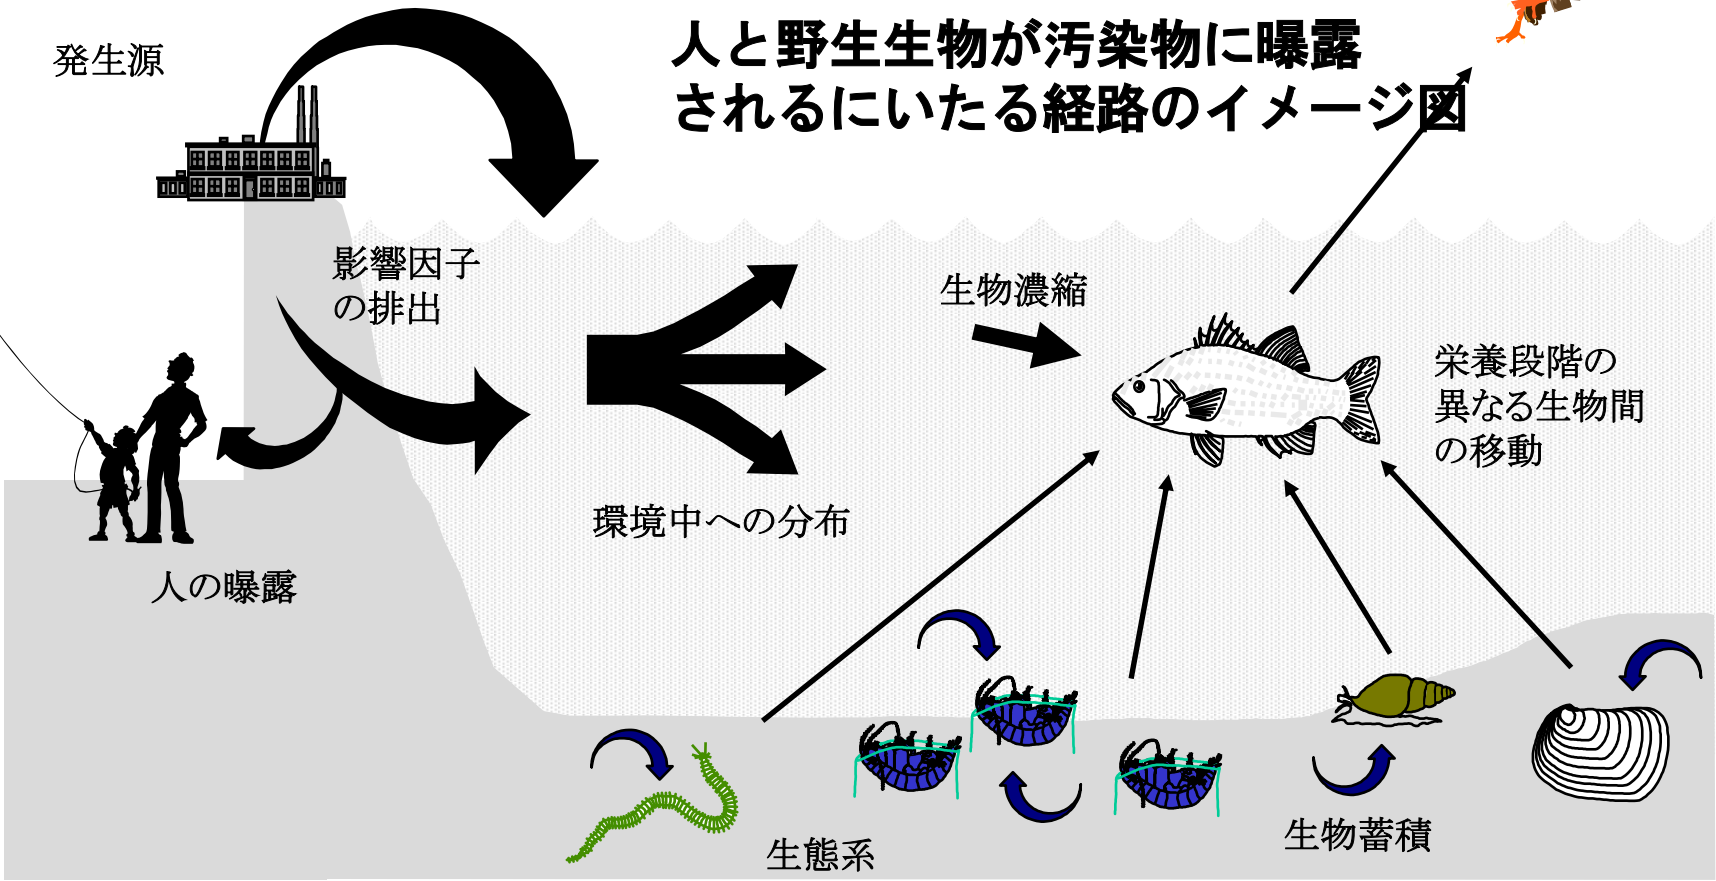 人と野生生物が汚染物に曝露
されるにいたる経路のイメージ図
発生源
影響因子
の排出
生物濃縮
栄養段階の
異なる生物間
の移動
環境中への分布
人の曝露
生態系
生物蓄積